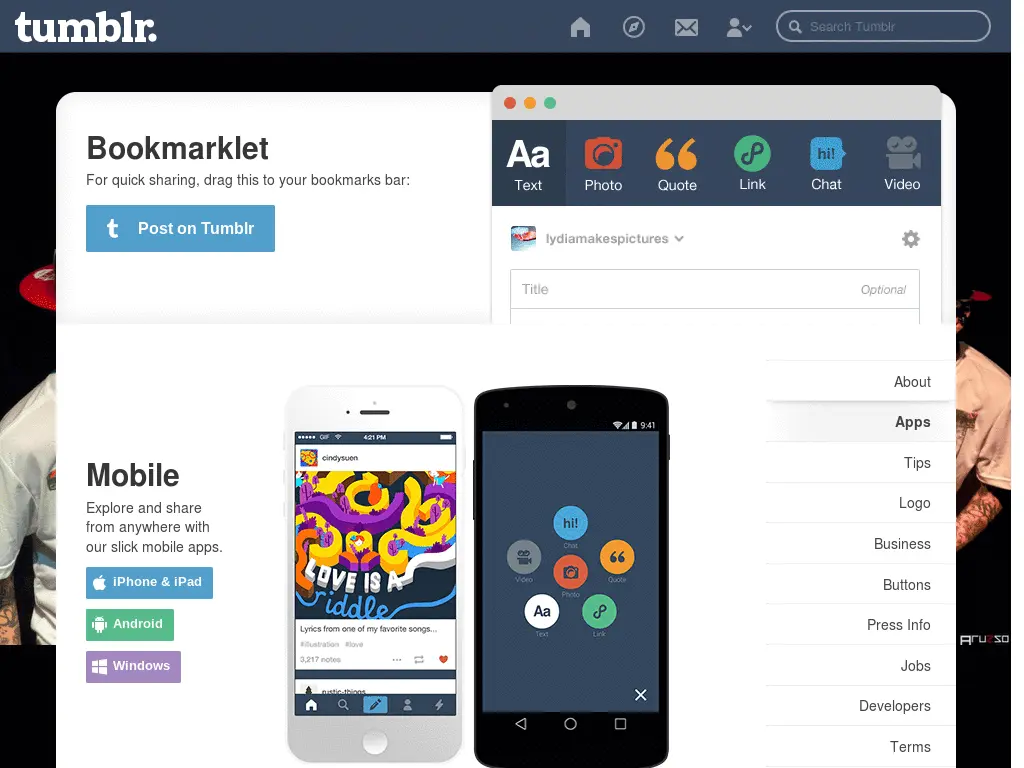 tumblr.
Search Tumblr
Bookmarklet
For quick sharing, drag this to your bookmarks bar:
t Post on Tumblr
Aa
Text
Photo
Quote
Link
hi!
Chat
Video
lydiamakespictures
Title
Optional
Mobile
Explore and share
from anywhere with
our slick mobile apps.
iPhone & iPad
Android
Windows
GIF
4:21 PM
cindysuen
LOVE IS A
riddle
Lyrics from one of my favorite songs...
#illustration #love
3,217 notes
rustic-things
9:41
hi!
Chat
Video
Quote
Photo
Aa
Text
Link
About
Apps
Tips
Logo
Business
Buttons
Press Info
Jobs
Developers
Terms
Aruzso